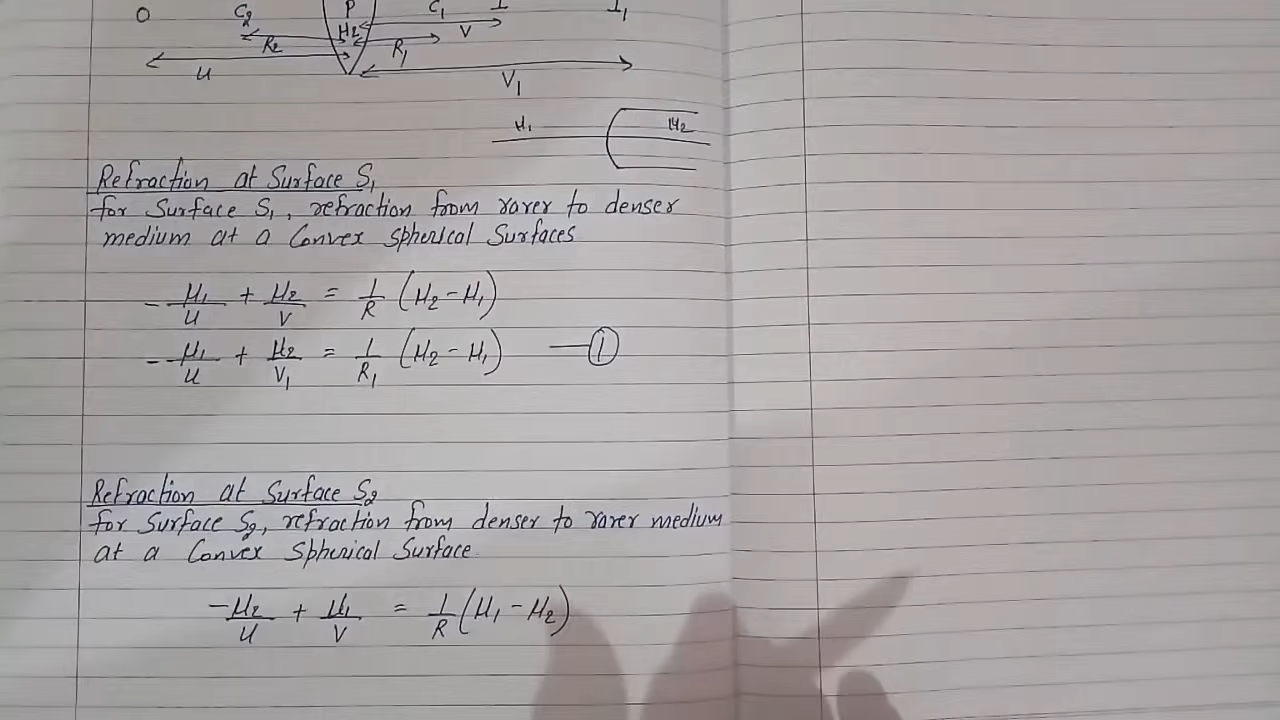 O C2 P C1 I I1
μ2
R2 R1 V
u V1
μ1 μ2
Refraction at Surface S1
for Surface S1, refraction from rarer to denser
medium at a Convex Spherical Surfaces
- μ1/u + μ2/V = 1/R (μ2 - μ1)
- μ1/u + μ2/V1 = 1/R1 (μ2 - μ1) — ①
Refraction at Surface S2
for Surface S2, refraction from denser to rarer medium
at a Convex Spherical Surface
-μ2/u + μ1/V = 1/R (μ1 - μ2)